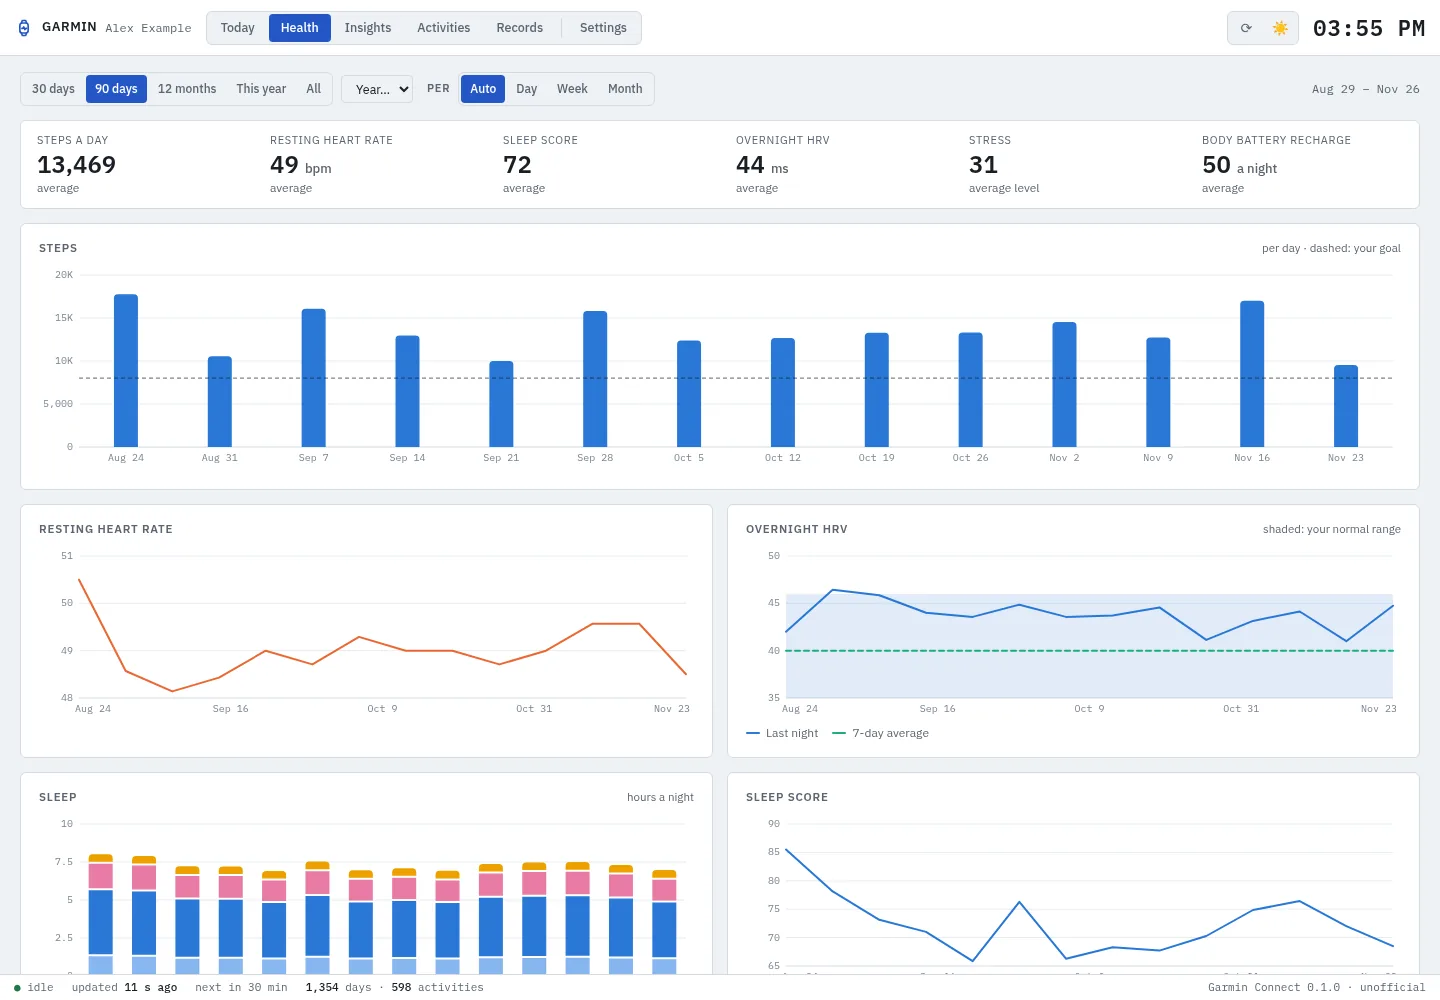 GARMIN Alex Example Today Health Insights Activities Records Settings ⟳ ☀️ 03:55 PM
30 days 90 days 12 months This year All Year... PER Auto Day Week Month Aug 29 – Nov 26
STEPS A DAY RESTING HEART RATE SLEEP SCORE OVERNIGHT HRV STRESS BODY BATTERY RECHARGE
13,469 49 bpm 72 44 ms 31 50 a night
average average average average average level average
STEPS per day · dashed: your goal
20K
15K
10K
5,000
0
Aug 24 Aug 31 Sep 7 Sep 14 Sep 21 Sep 28 Oct 5 Oct 12 Oct 19 Oct 26 Nov 2 Nov 9 Nov 16 Nov 23
RESTING HEART RATE
51
50
49
48
Aug 24 Sep 16 Oct 9 Oct 31 Nov 23
OVERNIGHT HRV shaded: your normal range
50
45
40
35
Aug 24 Sep 16 Oct 9 Oct 31 Nov 23
Last night 7-day average
SLEEP hours a night
10
7.5
5
2.5
SLEEP SCORE
90
85
80
75
70
65
idle updated 11 s ago next in 30 min 1,354 days · 598 activities Garmin Connect 0.1.0 · unofficial